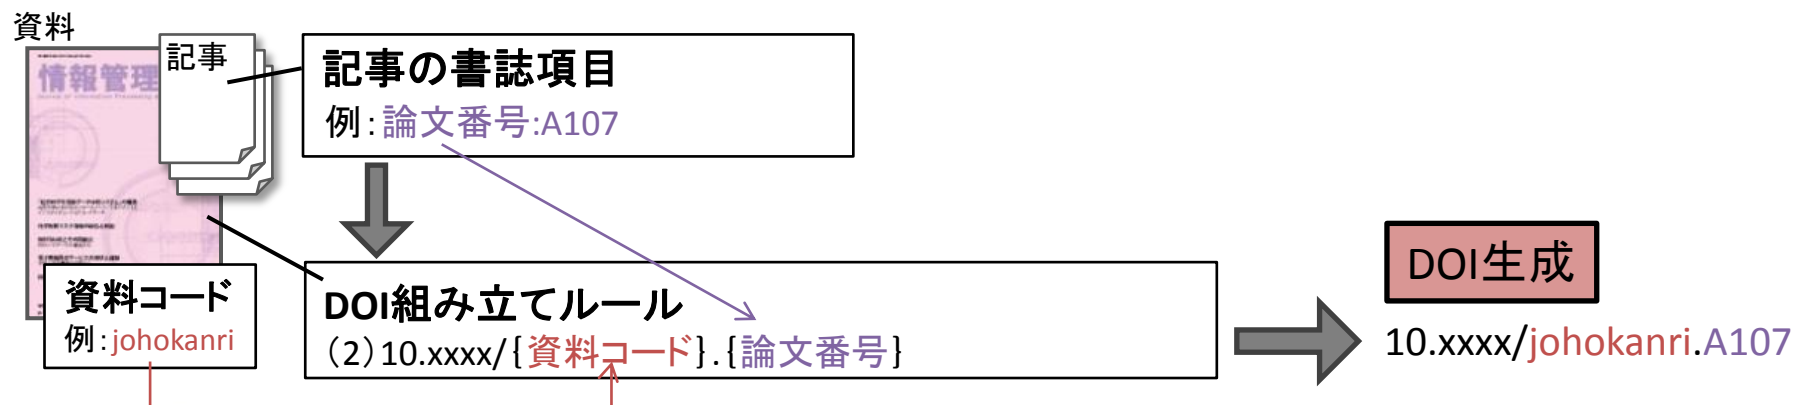 資料
情報管理
記事
記事の書誌項目
例:論文番号:A107
資料コード
例:johokanri
DOI組み立てルール
(2)10.xxxx/{資料コード}.{論文番号}
DOI生成
10.xxxx/johokanri.A107